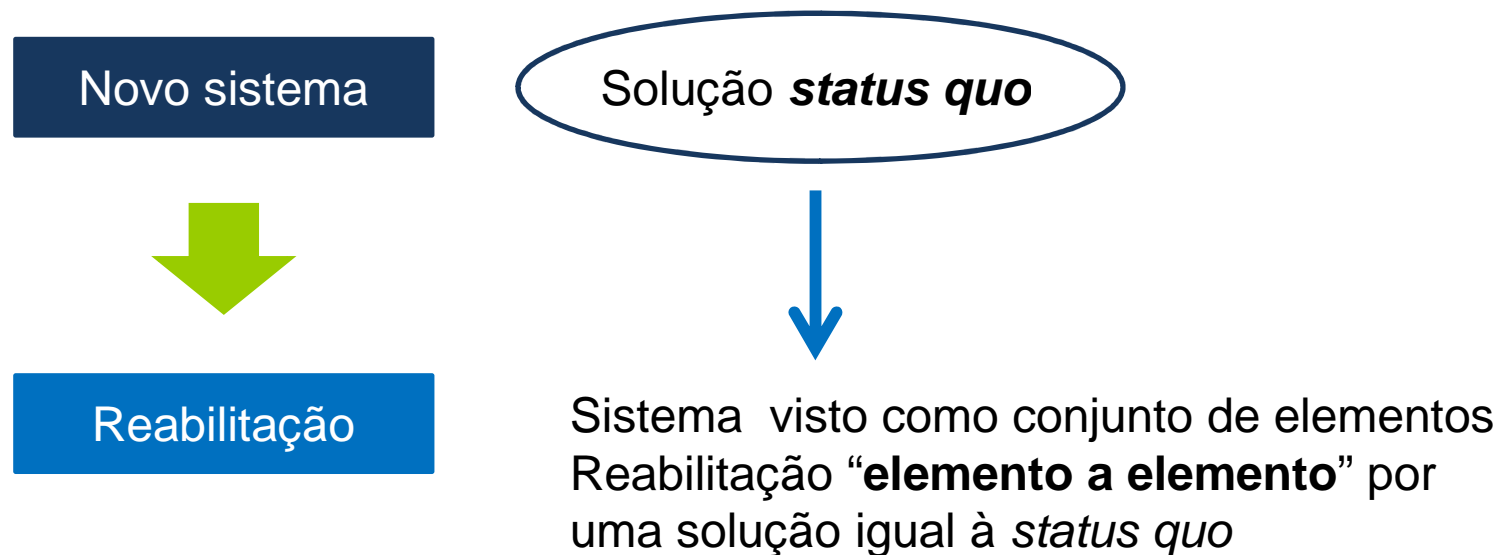 Novo sistema
Solução status quo
Reabilitação
Sistema visto como conjunto de elementos
Reabilitação “elemento a elemento” por
uma solução igual à status quo